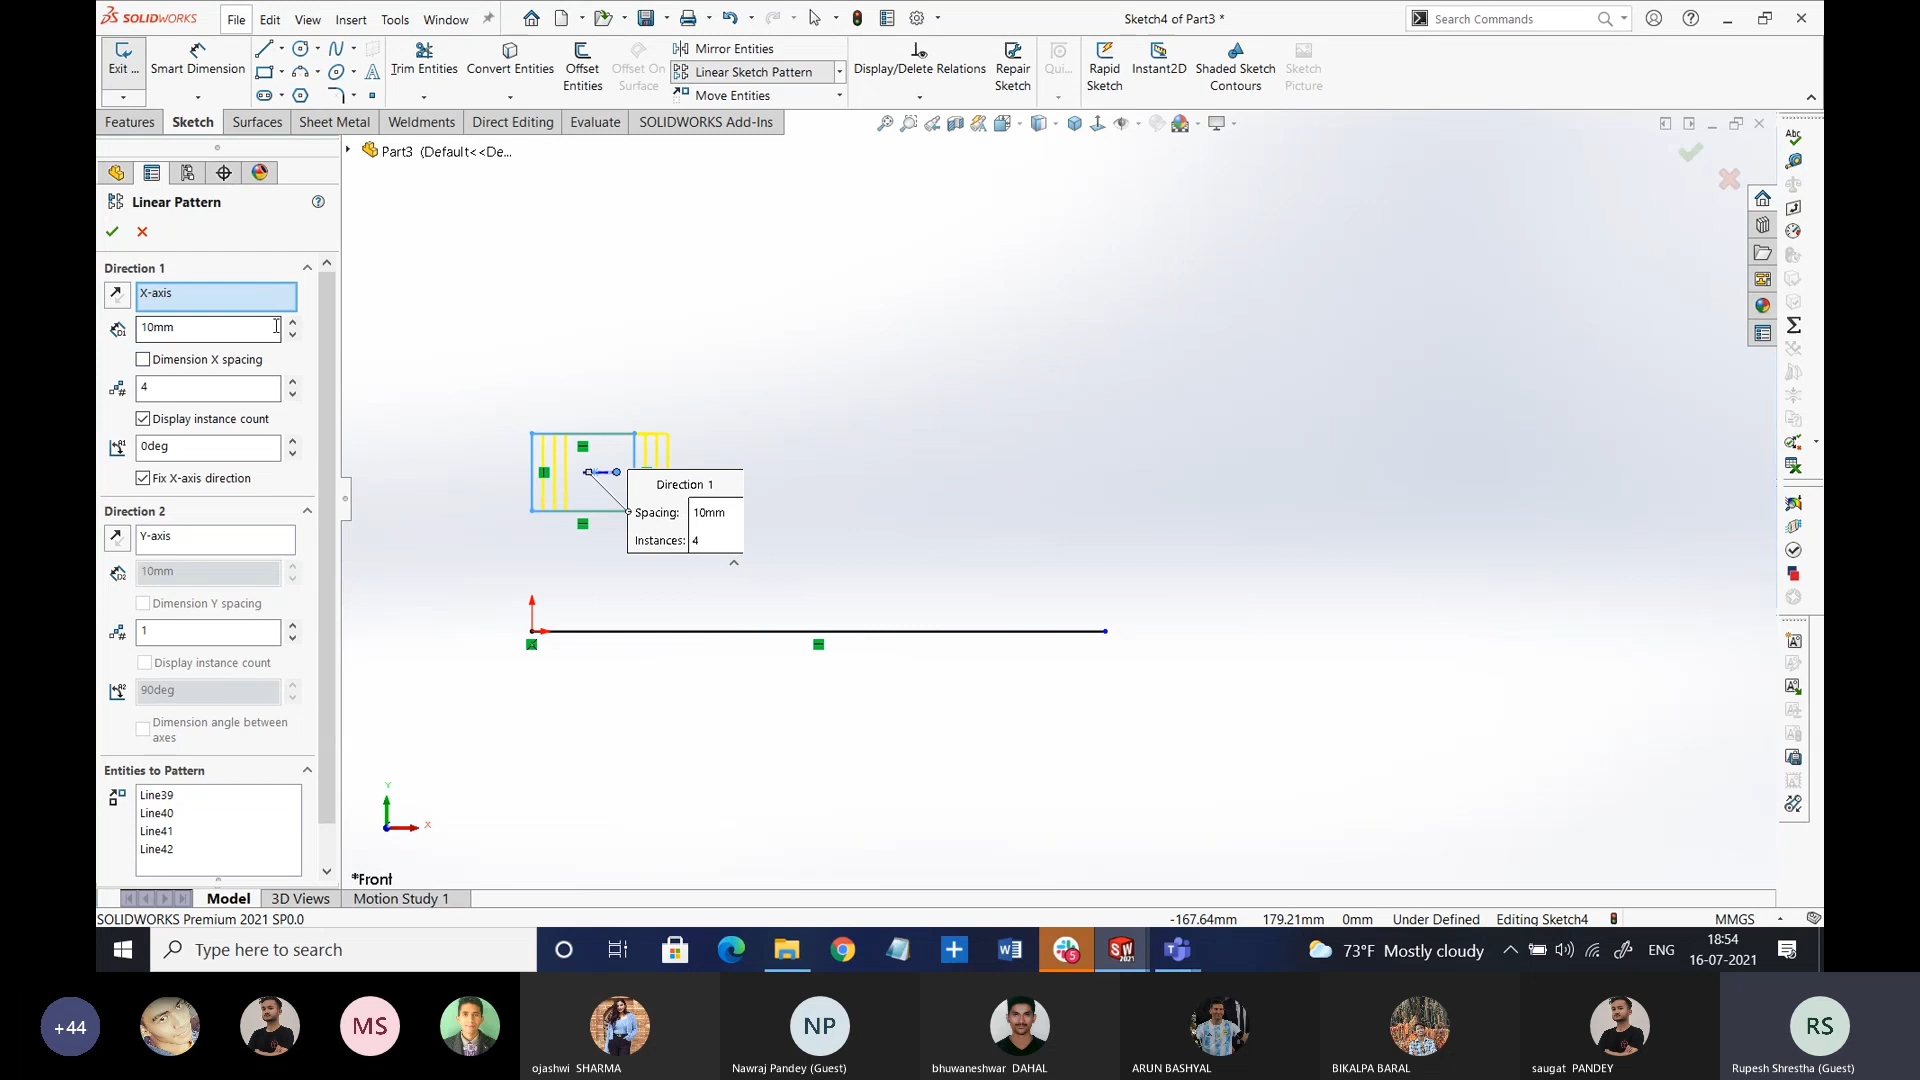 SOLIDWORKS File Edit View Insert Tools Window Sketch4 of Part3 * Search Commands
Exit ... Smart Dimension Trim Entities Convert Entities Offset Entities Offset On Surface Mirror Entities Linear Sketch Pattern Move Entities Display/Delete Relations Repair Sketch Qui... Rapid Sketch Instant2D Shaded Sketch Contours Sketch Picture
Features Sketch Surfaces Sheet Metal Weldments Direct Editing Evaluate SOLIDWORKS Add-Ins
Part3 (Default<<De...
Linear Pattern
Direction 1
X-axis
10mm
Dimension X spacing
4
Display instance count
0deg
Fix X-axis direction
Direction 2
Y-axis
10mm
Dimension Y spacing
1
Display instance count
90deg
Dimension angle between
axes
Entities to Pattern
Line39
Line40
Line41
Line42
Direction 1
Spacing: 10mm
Instances: 4
Y
X
*Front
Model 3D Views Motion Study 1
SOLIDWORKS Premium 2021 SP0.0 -167.64mm 179.21mm 0mm Under Defined Editing Sketch4 MMGS
Type here to search 73°F Mostly cloudy ENG 18:54
16-07-2021
+44 MS NP RS
ojashwi SHARMA Nawraj Pandey (Guest) bhuwaneshwar DAHAL ARUN BASHYAL BIKALPA BARAL saugat PANDEY Rupesh Shrestha (Guest)